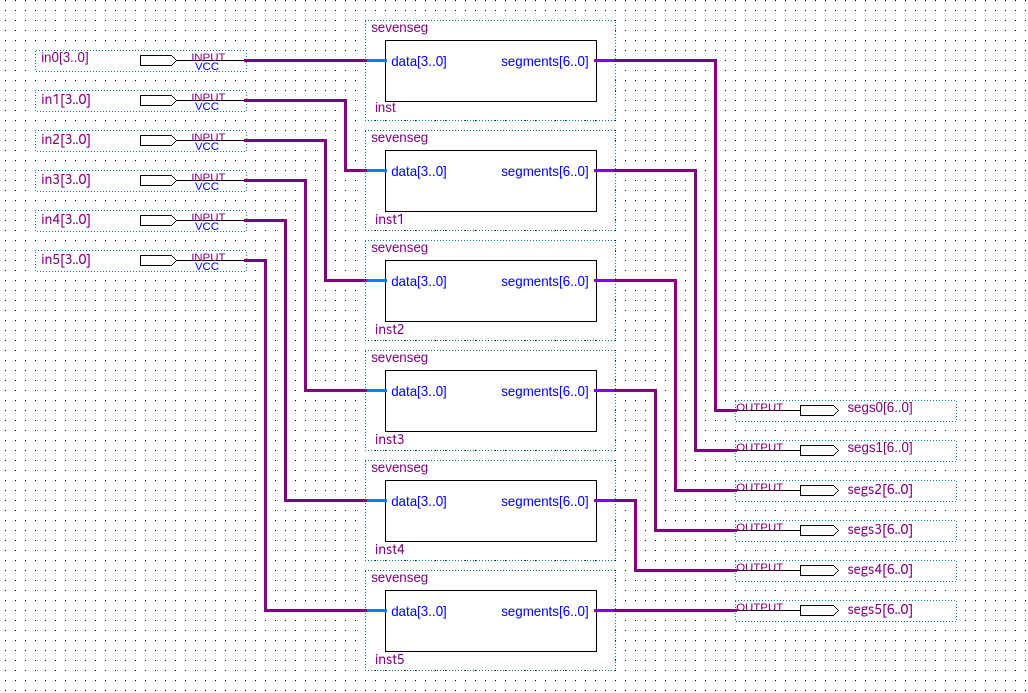 in0[3..0]
INPUT
VCC
in1[3..0]
INPUT
VCC
in2[3..0]
INPUT
VCC
in3[3..0]
INPUT
VCC
in4[3..0]
INPUT
VCC
in5[3..0]
INPUT
VCC
sevenseg
data[3..0] segments[6..0]
inst
sevenseg
data[3..0] segments[6..0]
inst1
sevenseg
data[3..0] segments[6..0]
inst2
sevenseg
data[3..0] segments[6..0]
inst3
sevenseg
data[3..0] segments[6..0]
inst4
sevenseg
data[3..0] segments[6..0]
inst5
OUTPUT segs0[6..0]
OUTPUT segs1[6..0]
OUTPUT segs2[6..0]
OUTPUT segs3[6..0]
OUTPUT segs4[6..0]
OUTPUT segs5[6..0]